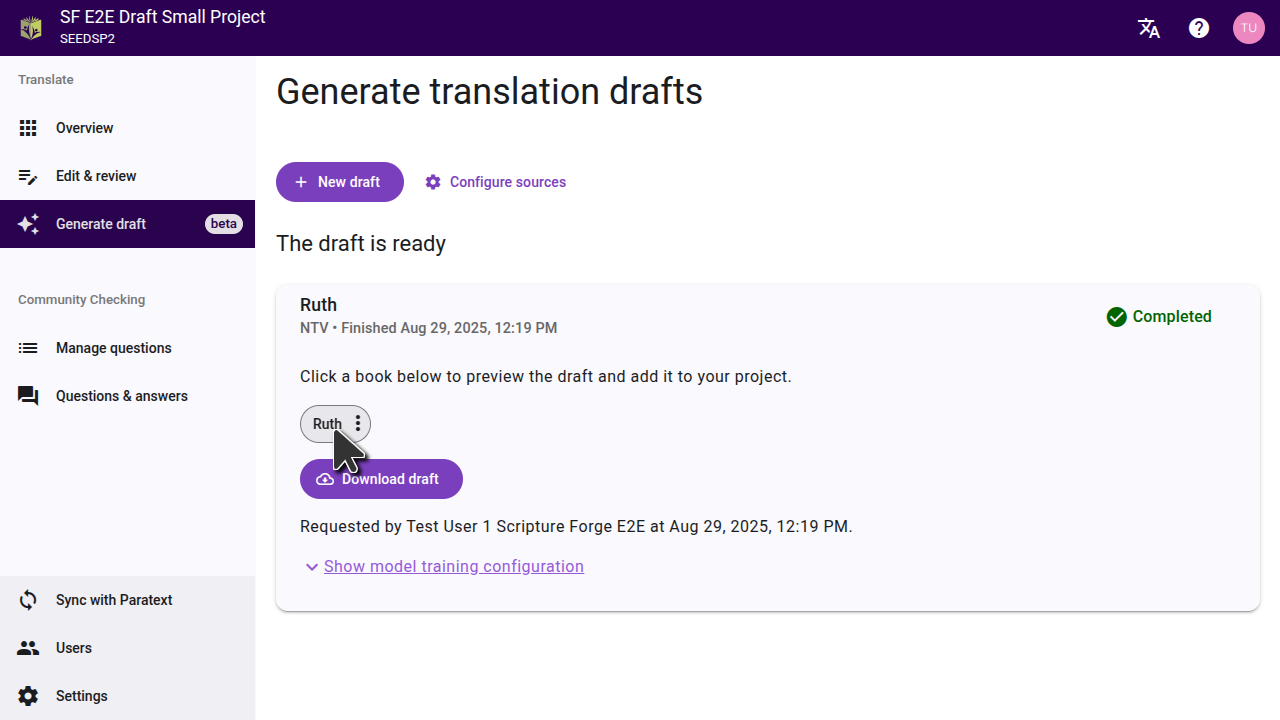 SF E2E Draft Small Project
SEEDSP2
TU
Translate
Overview
Edit & review
Generate draft
beta
Community Checking
Manage questions
Questions & answers
Sync with Paratext
Users
Settings
Generate translation drafts
New draft
Configure sources
The draft is ready
Ruth
NTV • Finished Aug 29, 2025, 12:19 PM
Completed
Click a book below to preview the draft and add it to your project.
Ruth
Download draft
Requested by Test User 1 Scripture Forge E2E at Aug 29, 2025, 12:19 PM.
Show model training configuration